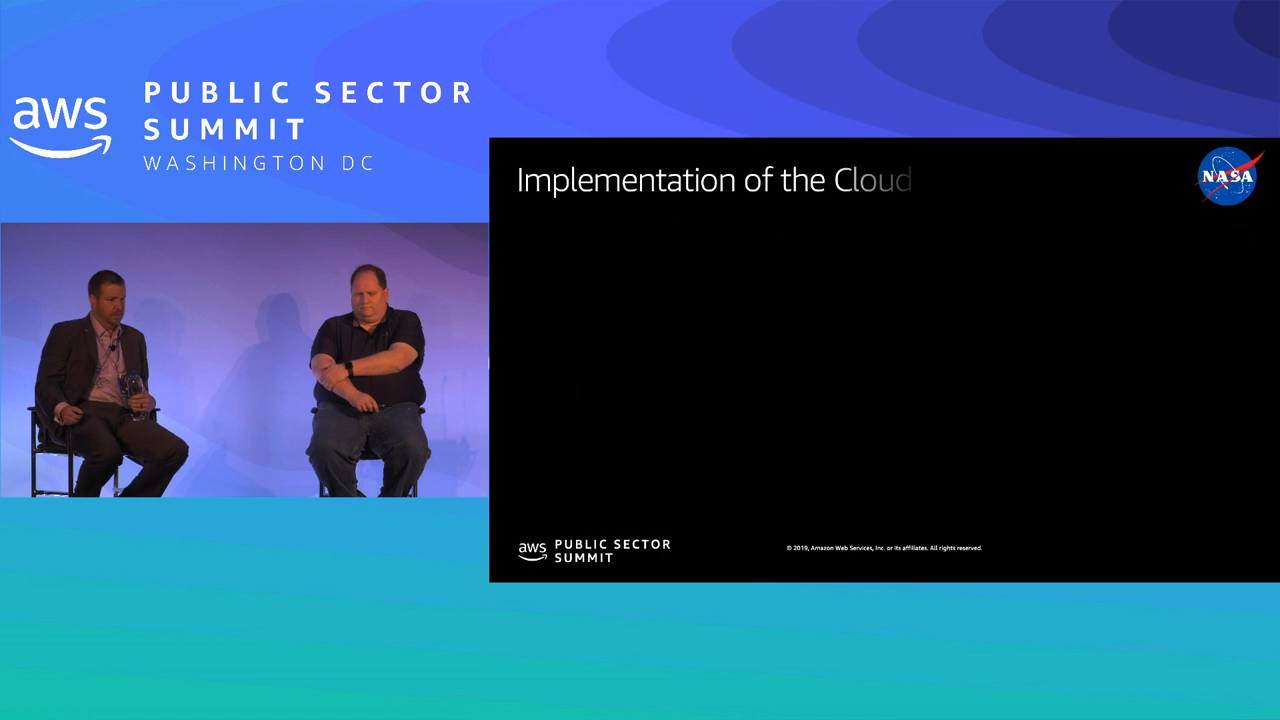 aws
PUBLIC SECTOR
SUMMIT
WASHINGTON DC
Implementation of the Cloud
NASA
aws
PUBLIC SECTOR
SUMMIT
© 2019, Amazon Web Services, Inc. or its affiliates. All rights reserved.